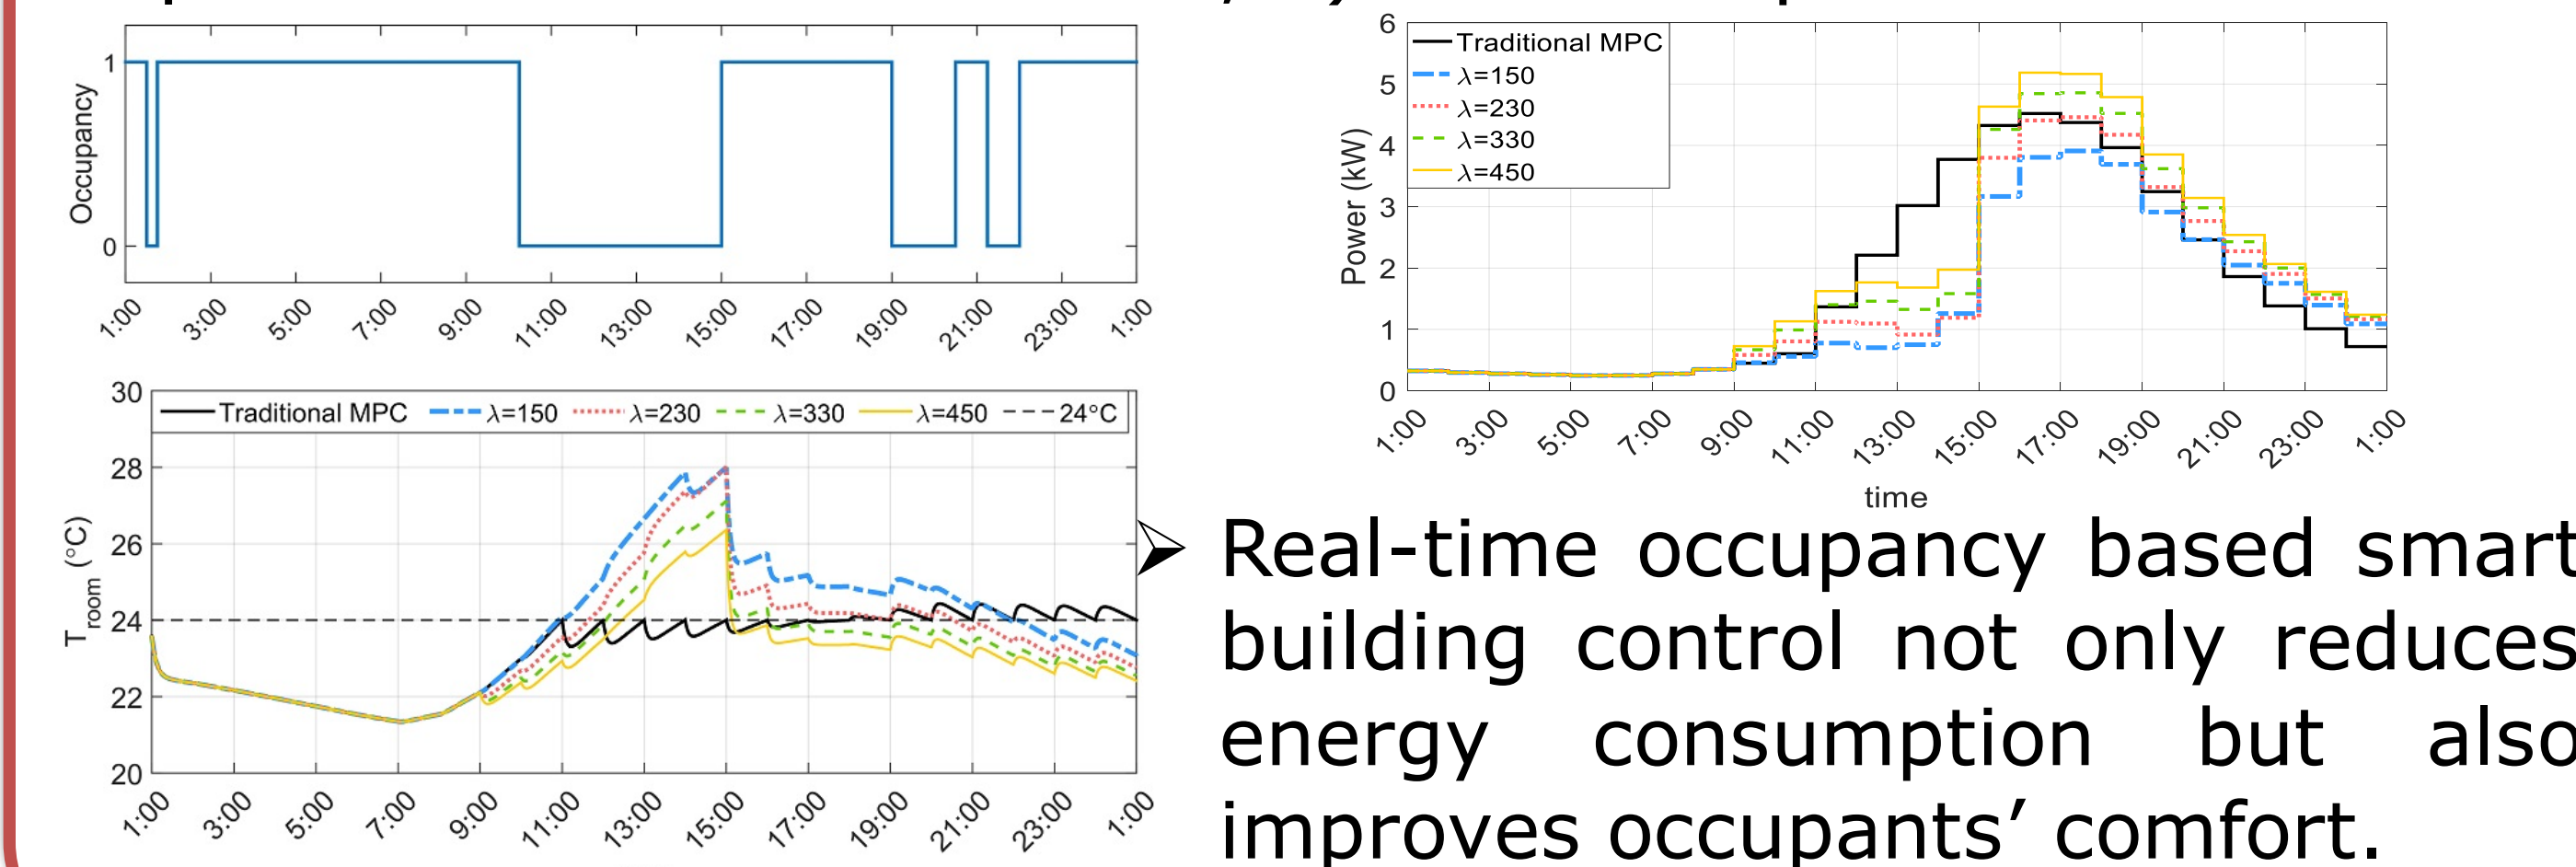 1
0
Occupancy
1:00 3:00 5:00 7:00 9:00 11:00 13:00 15:00 17:00 19:00 21:00 23:00 1:00
30
28
26
24
22
20
T room (°C)
Traditional MPC λ=150 λ=230 λ=330 λ=450 24°C
1:00 3:00 5:00 7:00 9:00 11:00 13:00 15:00 17:00 19:00 21:00 23:00 1:00
6
5
4
3
2
1
0
Power (kW)
Traditional MPC
λ=150
λ=230
λ=330
λ=450
1:00 3:00 5:00 7:00 9:00 11:00 13:00 15:00 17:00 19:00 21:00 23:00 1:00
time
➢ Real-time occupancy based smart
building control not only reduces
energy consumption but also
improves occupants’ comfort.